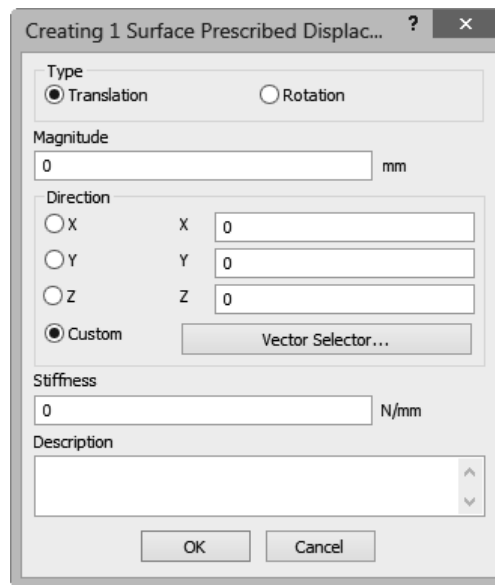 Creating 1 Surface Prescribed Displac... ? ×
Type
Translation Rotation
Magnitude
0 mm
Direction
X X 0
Y Y 0
Z Z 0
Custom Vector Selector...
Stiffness
0 N/mm
Description
OK Cancel